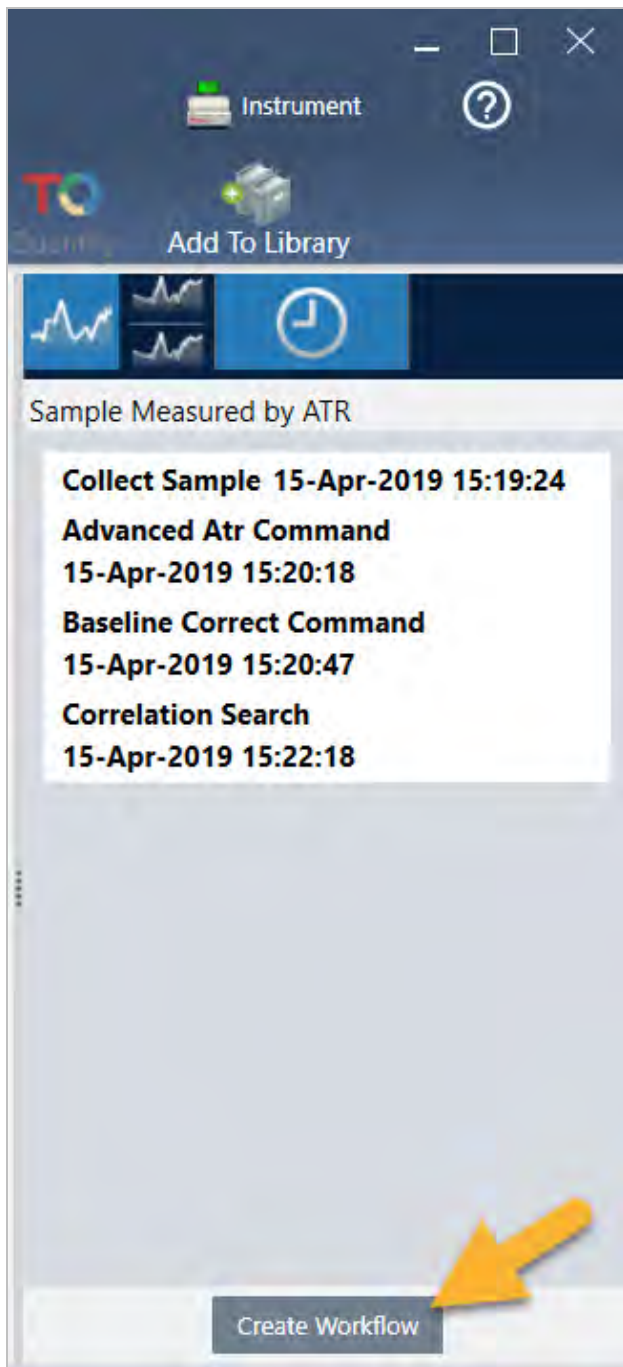 Instrument
TQ
Add To Library
Sample Measured by ATR
Collect Sample 15-Apr-2019 15:19:24
Advanced Atr Command
15-Apr-2019 15:20:18
Baseline Correct Command
15-Apr-2019 15:20:47
Correlation Search
15-Apr-2019 15:22:18
Create Workflow